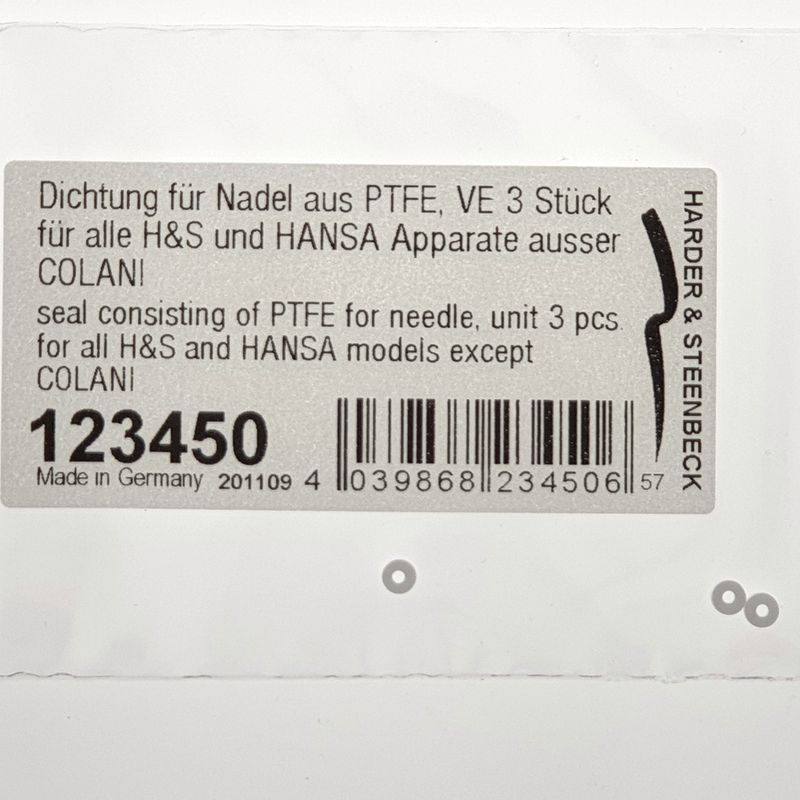 Dichtung für Nadel aus PTFE, VE 3 Stück
für alle H&S und HANSA Apparate ausser
COLANI
seal consisting of PTFE for needle, unit 3 pcs.
for all H&S and HANSA models except
COLANI
123450
Made in Germany 201109
4 039868 234506 57
HARDER & STEENBECK